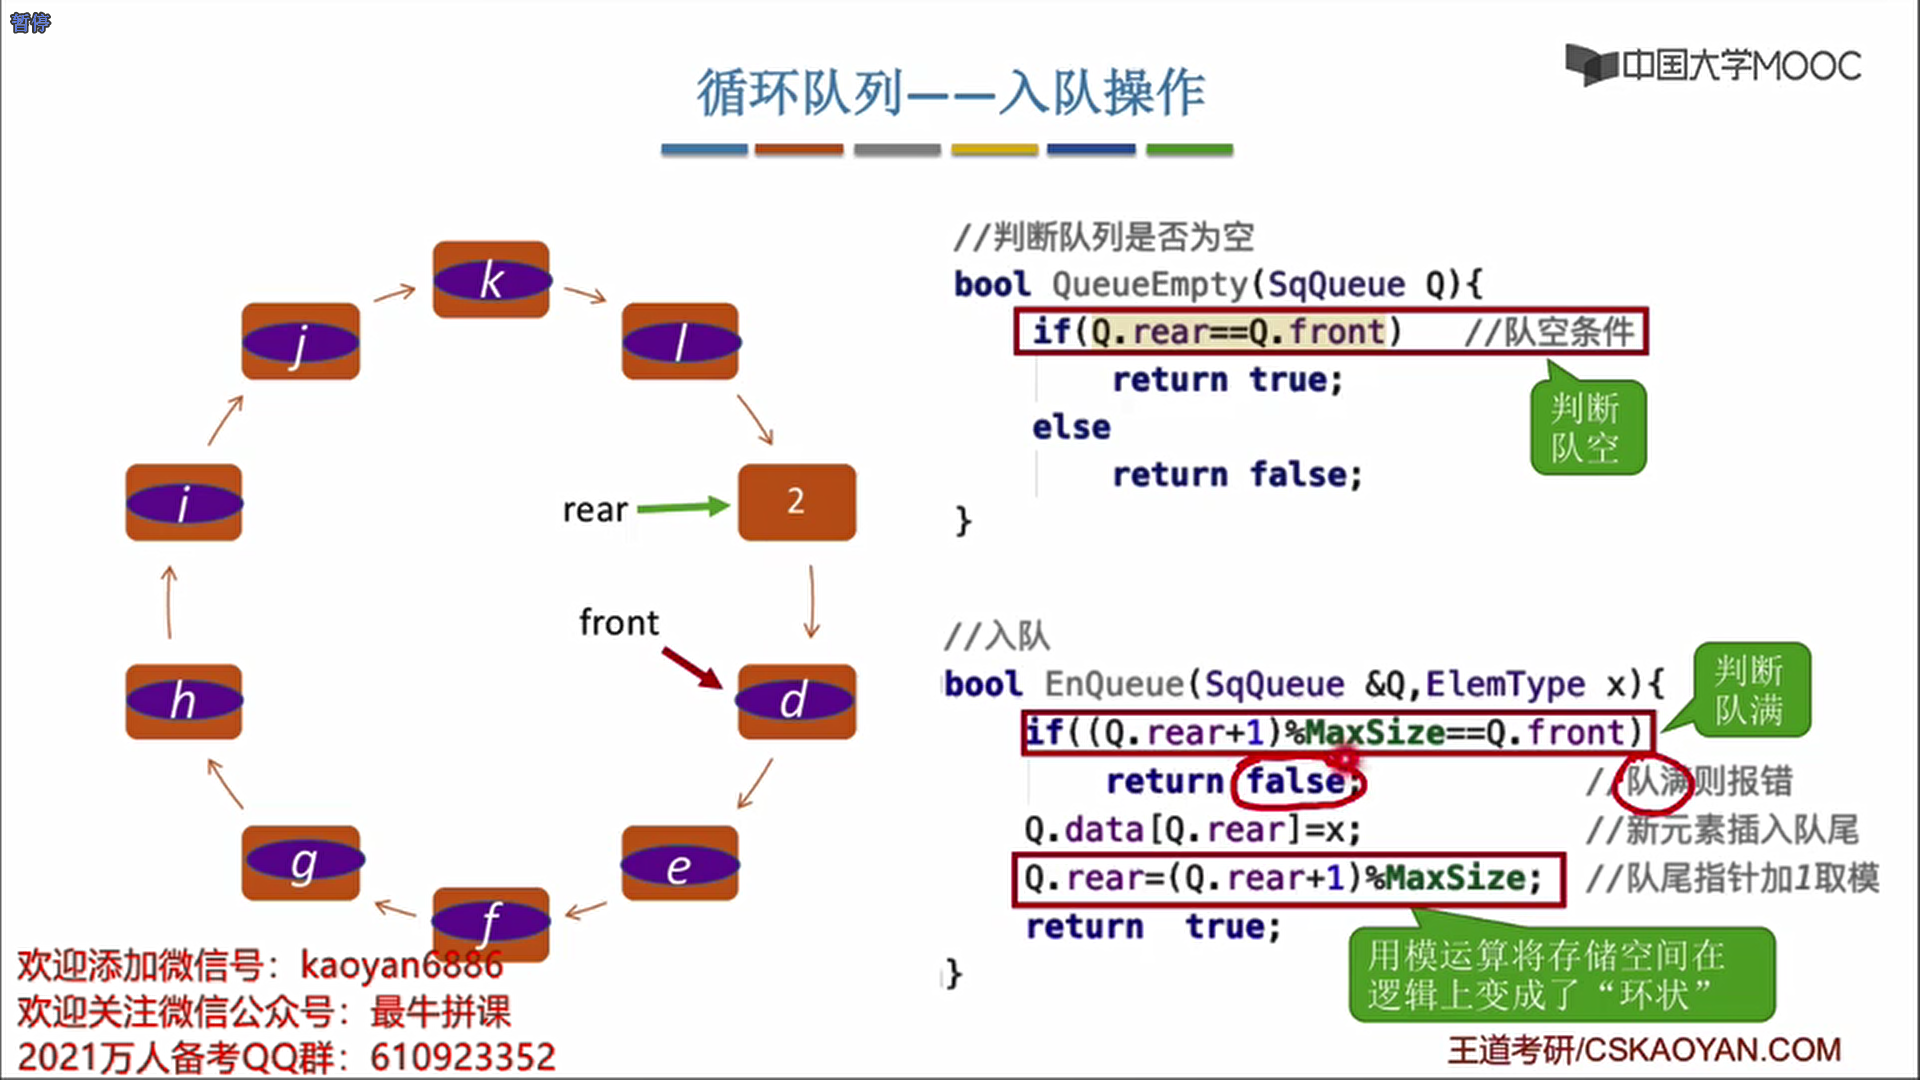 暂停
中国大学MOOC
循环队列——入队操作
k
j
l
i
rear
2
front
h
d
g
e
f
//判断队列是否为空
bool QueueEmpty(SqQueue Q){
if(Q.rear==Q.front) //队空条件
return true;
else
return false;
}
判断
队空
//入队
bool EnQueue(SqQueue &Q,ElemType x){
if((Q.rear+1)%MaxSize==Q.front)
return false; //队满则报错
Q.data[Q.rear]=x; //新元素插入队尾
Q.rear=(Q.rear+1)%MaxSize; //队尾指针加1取模
return true;
}
判断
队满
用模运算将存储空间在
逻辑上变成了“环状”
欢迎添加微信号：kaoyan6886
欢迎关注微信公众号：最牛拼课
2021万人备考QQ群：610923352
王道考研/CSKAOYAN.COM